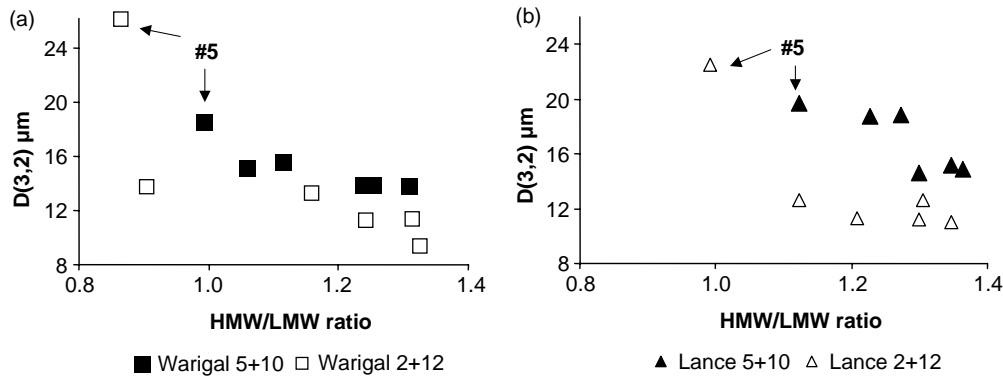 (a)
24
20
16
12
8
D(3,2) µm
#5
0.8 1.0 1.2 1.4
HMW/LMW ratio
■ Warigal 5+10 □ Warigal 2+12
(b)
24
20
16
12
8
D(3,2) µm
#5
0.8 1.0 1.2 1.4
HMW/LMW ratio
▲ Lance 5+10 △ Lance 2+12